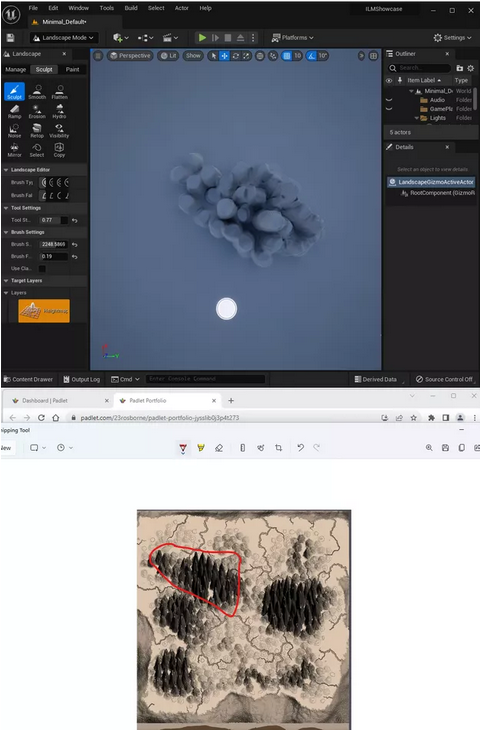 File Edit Window Tools Build Select Actor Help ILMShowcase
Minimal_Default•
Landscape Mode Platforms Settings
Landscape Perspective Lit Show 10 10° Outliner
Manage Sculpt Paint Search...
Item Label Type
Sculpt Smooth Flatten Minimal_D World
Audio Folder
Ramp Erosion Hydro GamePl Folder
Lights Folder
Noise Retop Visibility
5 actors
Mirror Select Copy Details
Landscape Editor Select an object to view details
Brush Ty LandscapeGizmoActiveActor
Brush Fal RootComponent (GizmoR
Tool Settings
Tool St... 0.77
Brush Settings
Brush S... 2248.5869
Brush F... 0.19
Use Cla...
Target Layers
Layers
Content Drawer Output Log Cmd Enter Console Command Derived Data Source Control Off
Dashboard | Padlet Padlet Portfolio
padlet.com/23rosborne/padlet-portfolio-jysslib0j3p4t273
ipping Tool
New